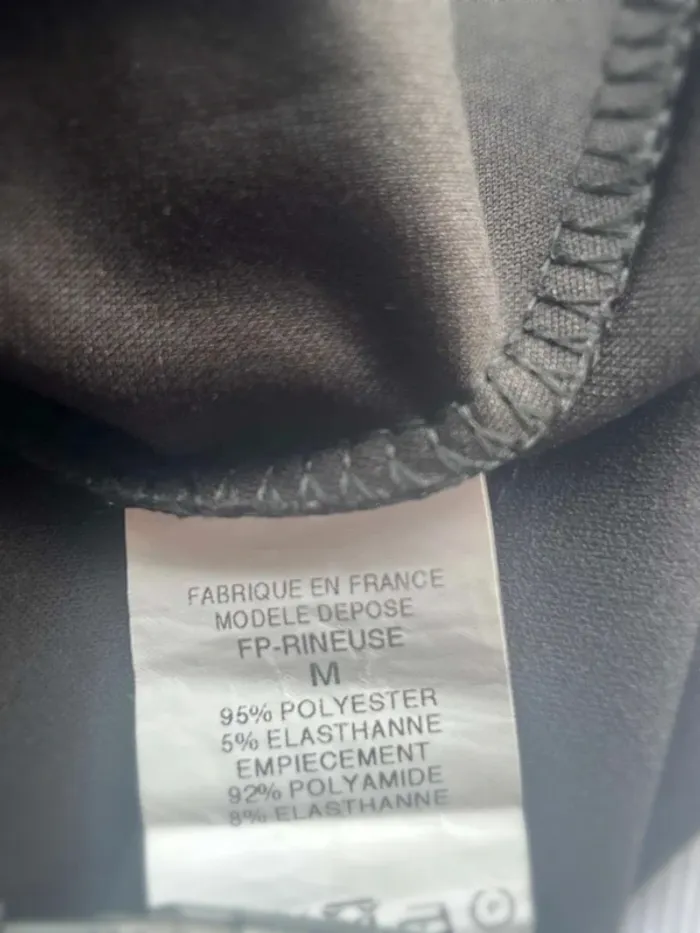 FABRIQUE EN FRANCE
MODELE DEPOSE
FP-RINEUSE
M
95% POLYESTER
5% ELASTHANNE
EMPIECEMENT
92% POLYAMIDE
8% ELASTHANNE